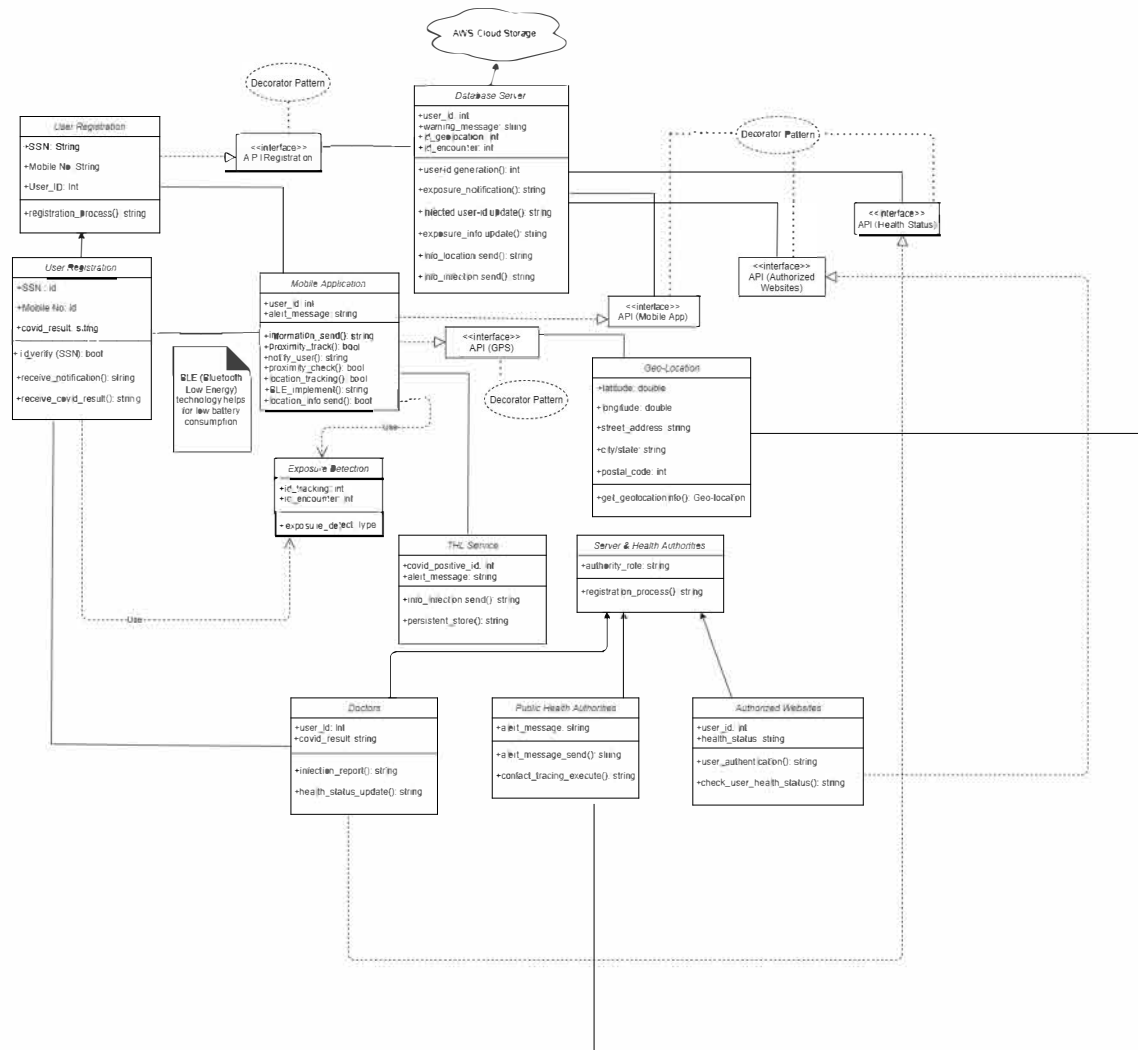 AWS Cloud Storage
Decorator Pattern
Database Server
+user_id: int
+warning_message: string
+id_geolocation: int
+id_encounter: int
+user-id generation(): int
+exposure_notification(): string
+infected user-id update(): string
+exposure_info update(): string
+info_location send(): string
+info_infection send(): string
Decorator Pattern
User Registration
+SSN: String
+Mobile No: String
+User_ID: Int
+registration_process(): string
<<interface>>
API Registration
<<interface>>
API (Health Status)
<<interface>>
API (Authorized
Websites)
<<interface>>
API (Mobile App)
<<interface>>
API (GPS)
Decorator Pattern
User Registration
+SSN: id
+Mobile No: id
+covid_result: string
+id_verify (SSN): bool
+receive_notification(): string
+receive_covid_result(): string
Mobile Application
+user_id: int
+alert_message: string
+information_send(): string
+proximity_track(): bool
+notify_user(): string
+proximity_check(): bool
+location_tracking(): bool
+BLE_implement(): string
+location_info send(): bool
BLE (Bluetooth
Low Energy)
technology helps
for low battery
consumption
Use
Geo-Location
+latitude: double
+longitude: double
+street_address: string
+city/state: string
+postal_code: int
+get_geolocationinfo(): Geo-location
Exposure Detection
+id_tracking: int
+id_encounter: int
+exposure_detect: type
Use
THL Service
+covid_positive_id: int
+alert_message: string
+info_infection send(): string
+persistent_store(): string
Server & Health Authorities
+authority_role: string
+registration_process(): string
Doctors
+user_id: Int
+covid_result: string
+infection_report(): string
+health_status_update(): string
Public Health Authorities
+alert_message: string
+alert_message_send(): string
+contact_tracing_execute(): string
Authorized Websites
+user_id: int
+health_status: string
+user_authentication(): string
+check_user_health_status(): string